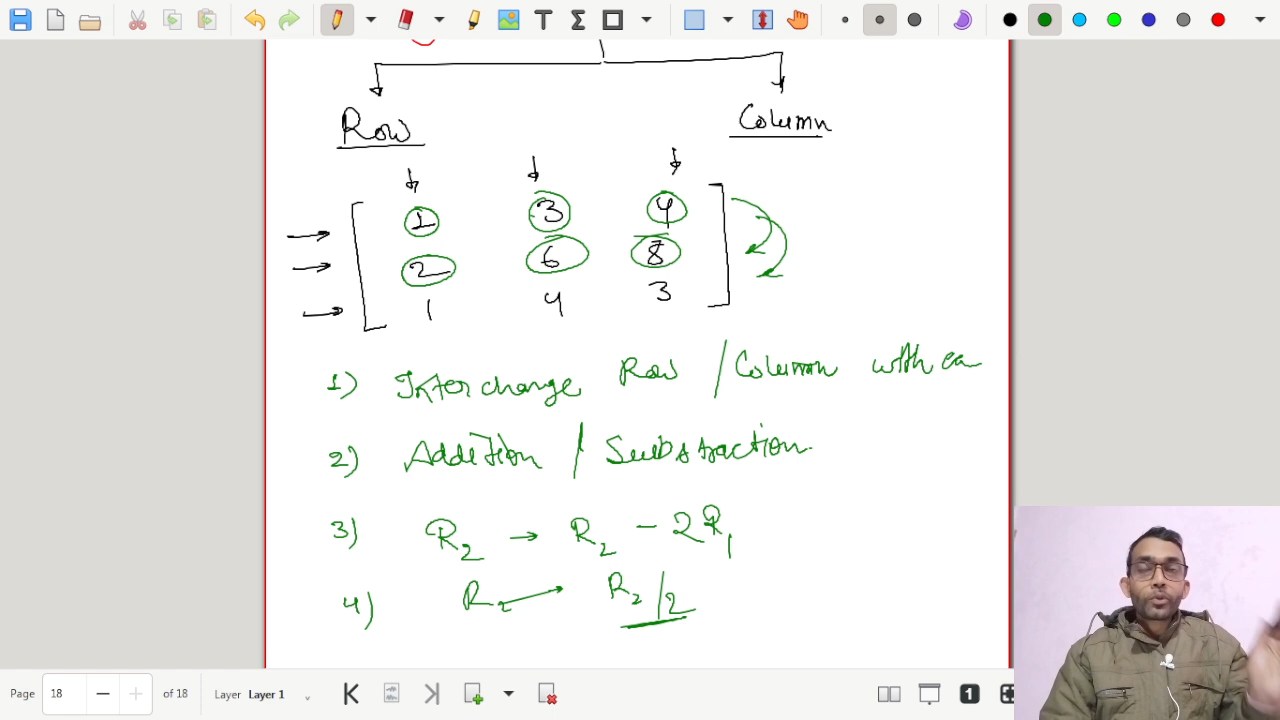 Row Column
1 3 4
2 6 8
1 4 3
1) Interchange Row / Column with ea
2) Addition / Substraction
3) R2 → R2 - 2R1
4) R2 → R2/2
Page 18 of 18 Layer Layer 1 1